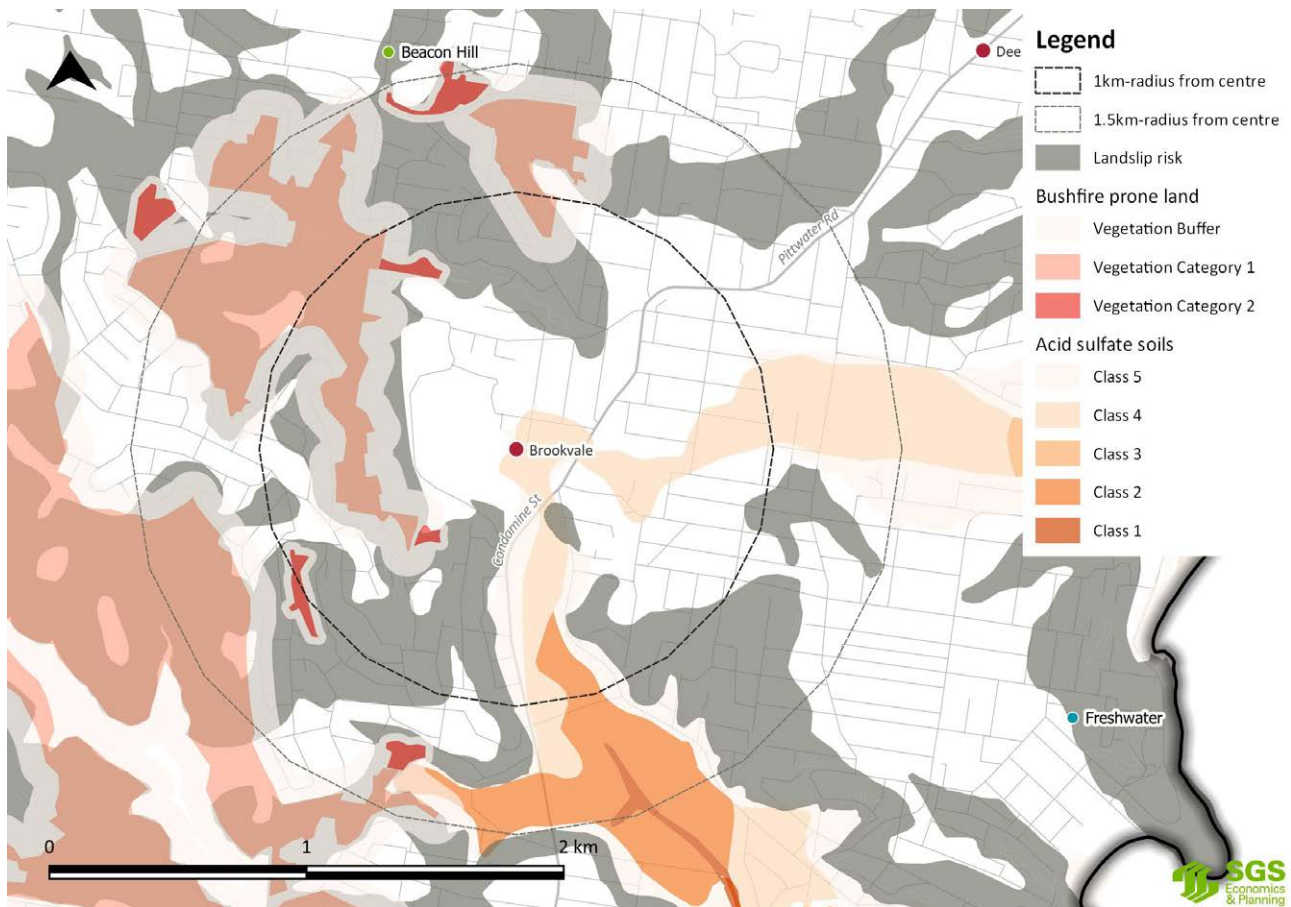 Beacon Hill
Dee
Pittwater Rd
Brookvale
Condamine St
Freshwater
0 1 2 km
Legend
1km-radius from centre
1.5km-radius from centre
Landslip risk
Bushfire prone land
Vegetation Buffer
Vegetation Category 1
Vegetation Category 2
Acid sulfate soils
Class 5
Class 4
Class 3
Class 2
Class 1
SGS
Economics
& Planning